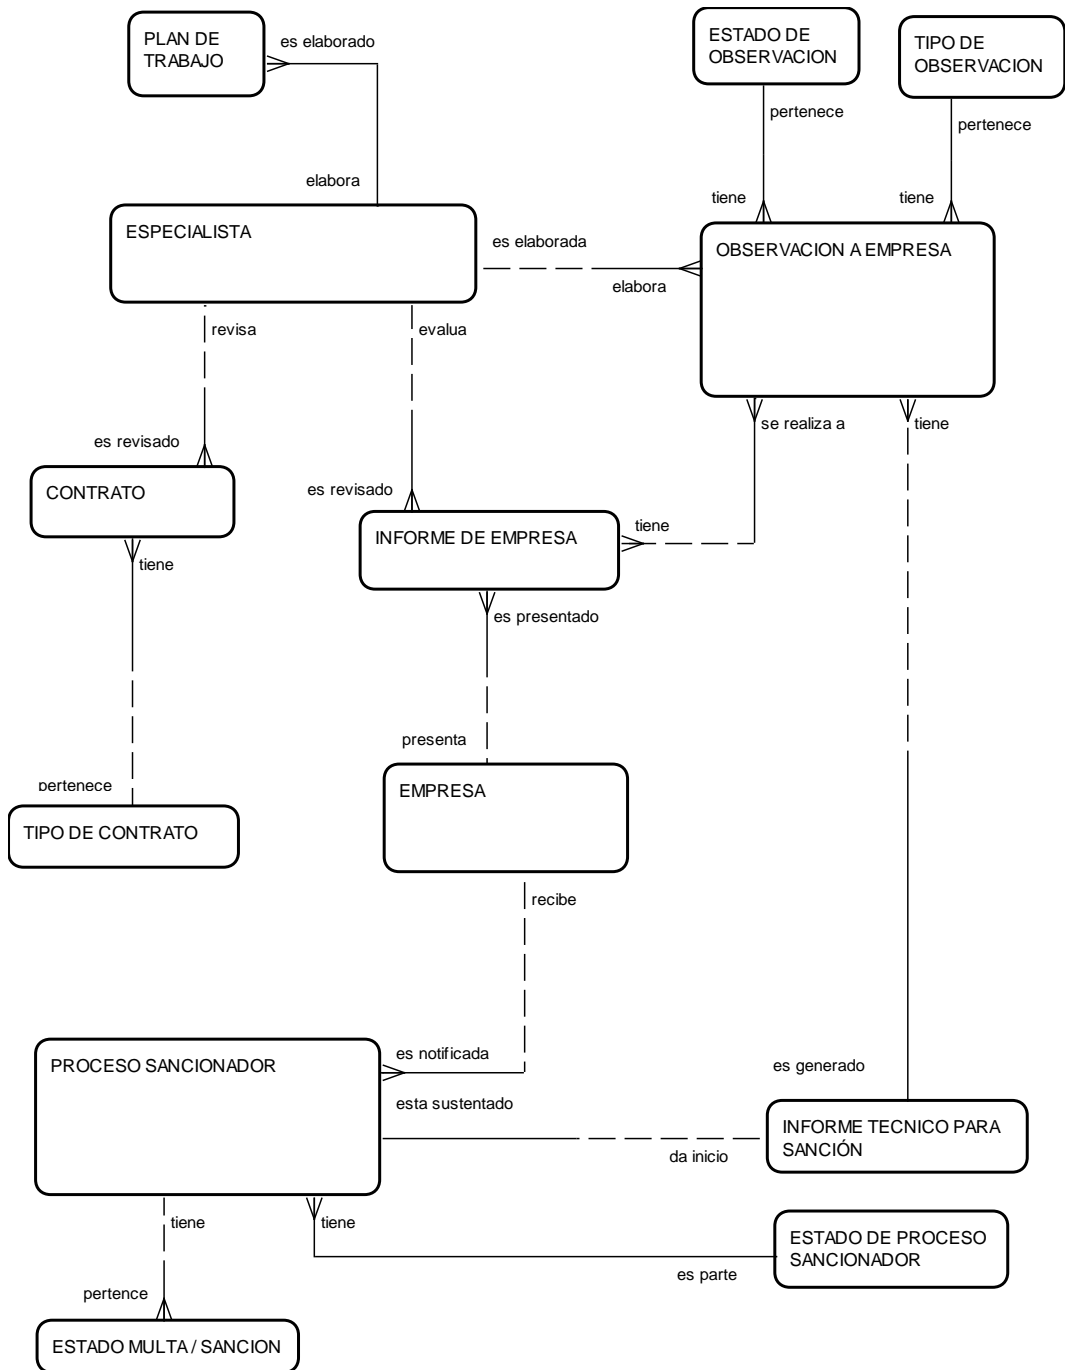 PLAN DE
TRABAJO
es elaborado
ESTADO DE
OBSERVACION
TIPO DE
OBSERVACION
pertenece
pertenece
elabora
tiene
tiene
ESPECIALISTA
es elaborada
elabora
OBSERVACION A EMPRESA
revisa
evalua
se realiza a
tiene
es revisado
CONTRATO
es revisado
INFORME DE EMPRESA
tiene
tiene
es presentado
presenta
pertenece
TIPO DE CONTRATO
EMPRESA
recibe
PROCESO SANCIONADOR
es notificada
esta sustentado
es generado
INFORME TECNICO PARA
SANCIÓN
da inicio
tiene
tiene
ESTADO DE PROCESO
SANCIONADOR
es parte
pertence
ESTADO MULTA / SANCION